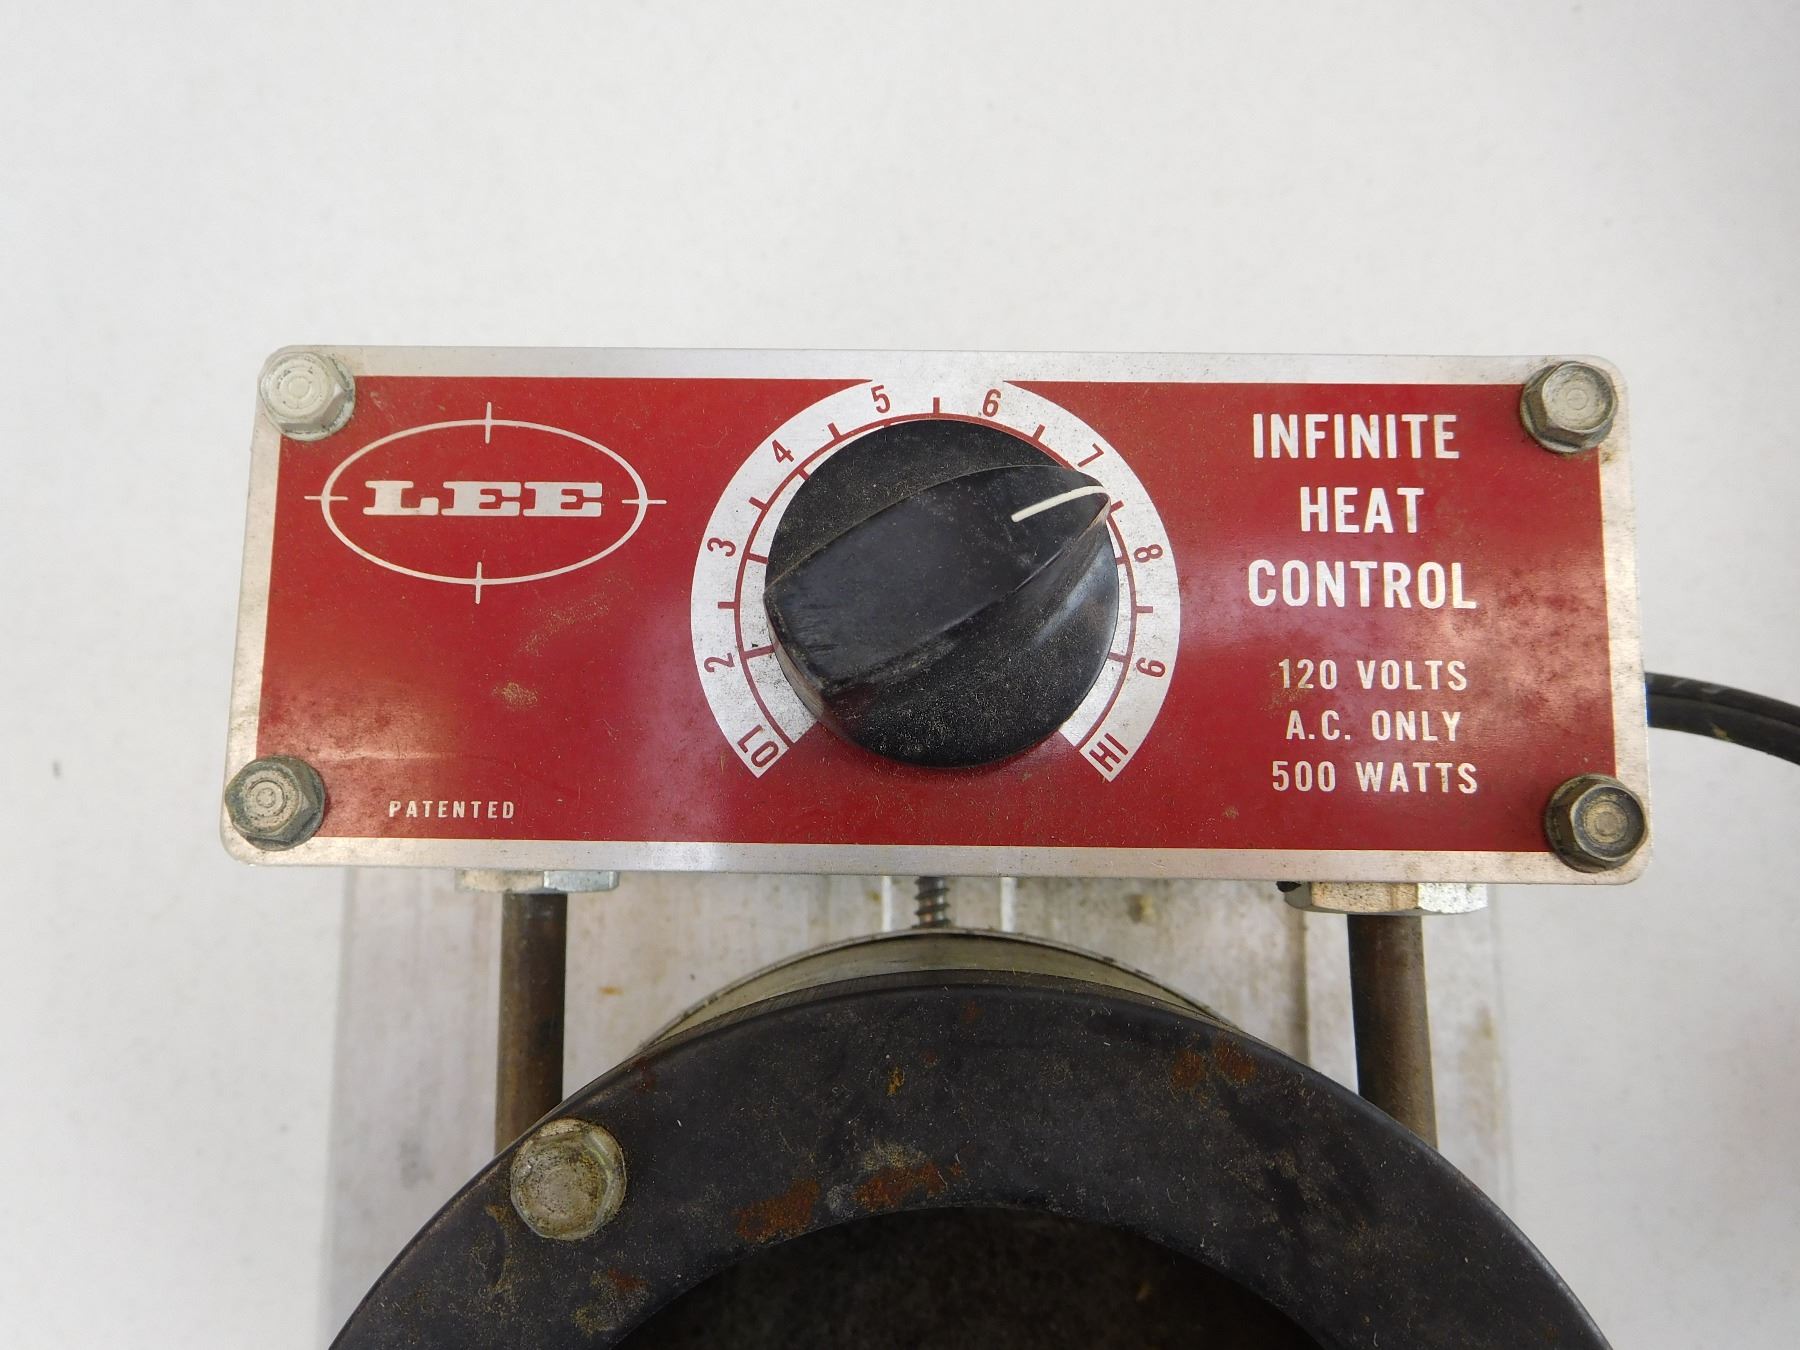 LEE
PATENTED
LO
2
3
4
5
6
7
8
9
HI
INFINITE
HEAT
CONTROL
120 VOLTS
A.C. ONLY
500 WATTS